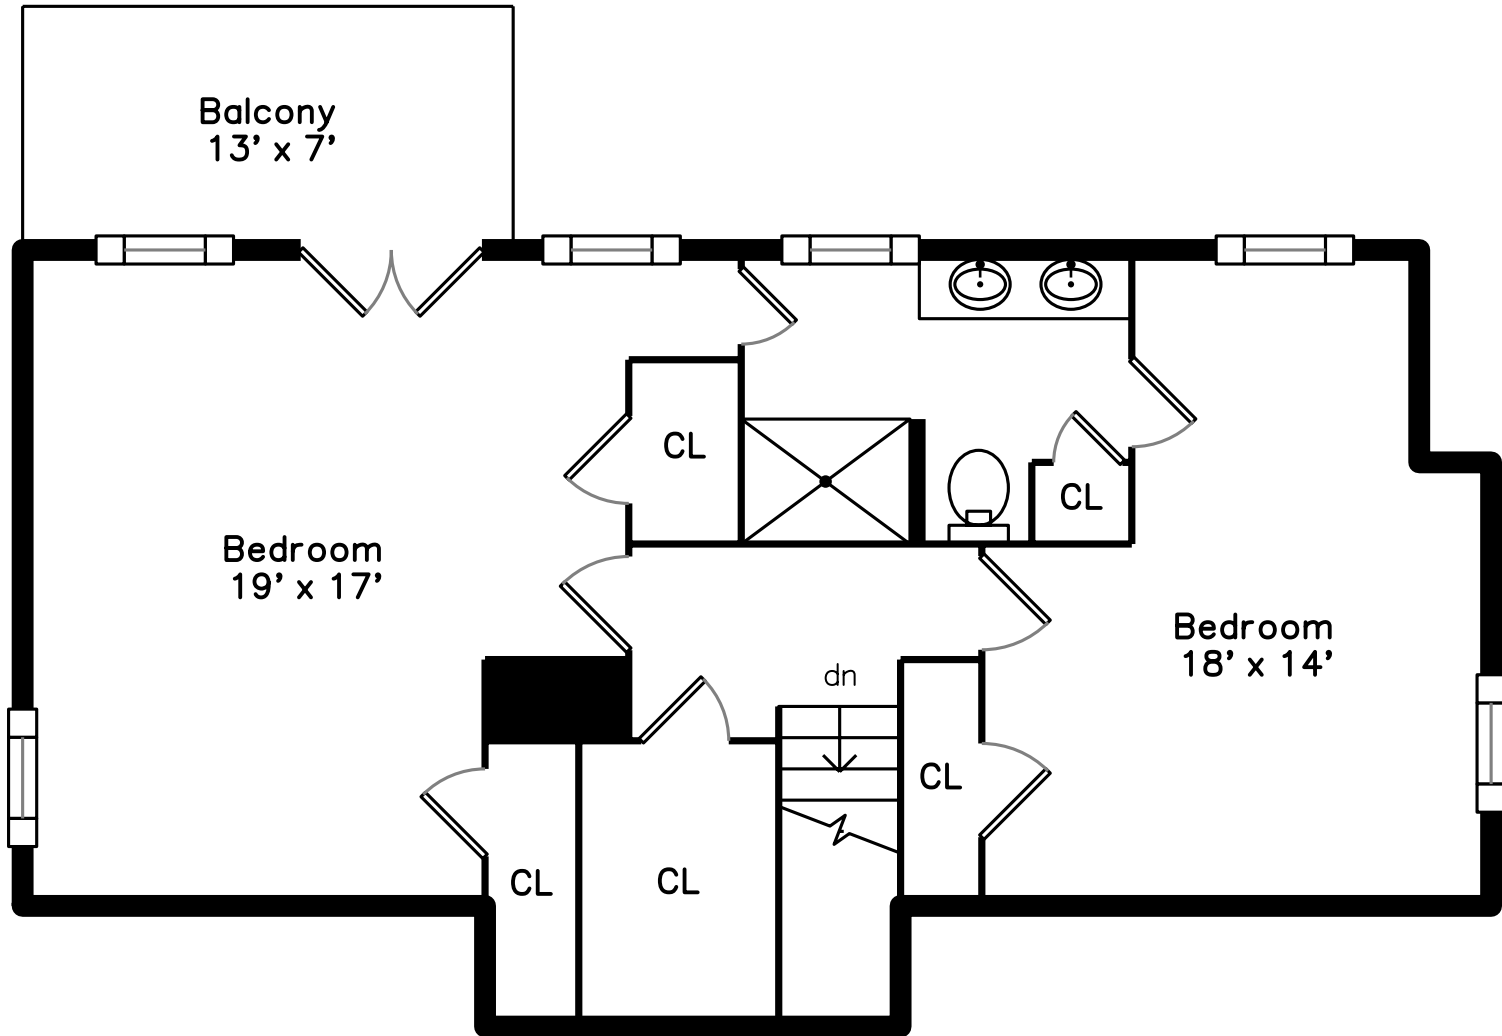 Balcony
13' x 7'
CL
CL
Bedroom
19' x 17'
Bedroom
18' x 14'
dn
CL
CL
CL